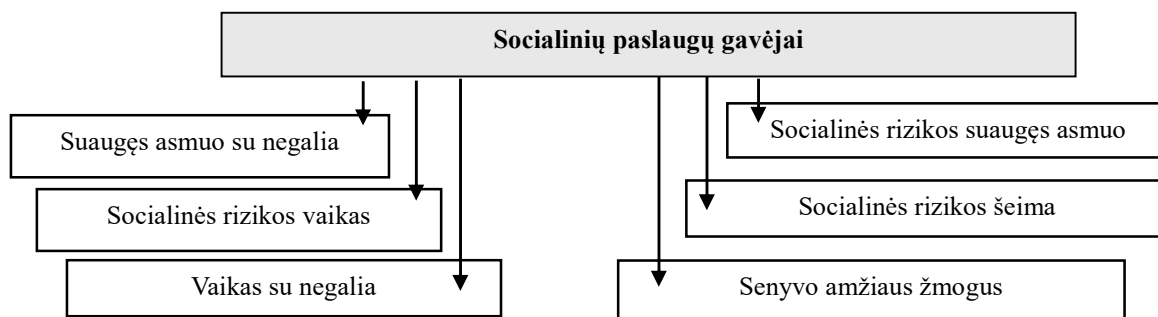 Socialinių paslaugų gavėjai
Suaugęs asmuo su negalia
Socialinės rizikos suaugęs asmuo
Socialinės rizikos vaikas
Socialinės rizikos šeima
Vaikas su negalia
Senyvo amžiaus žmogus